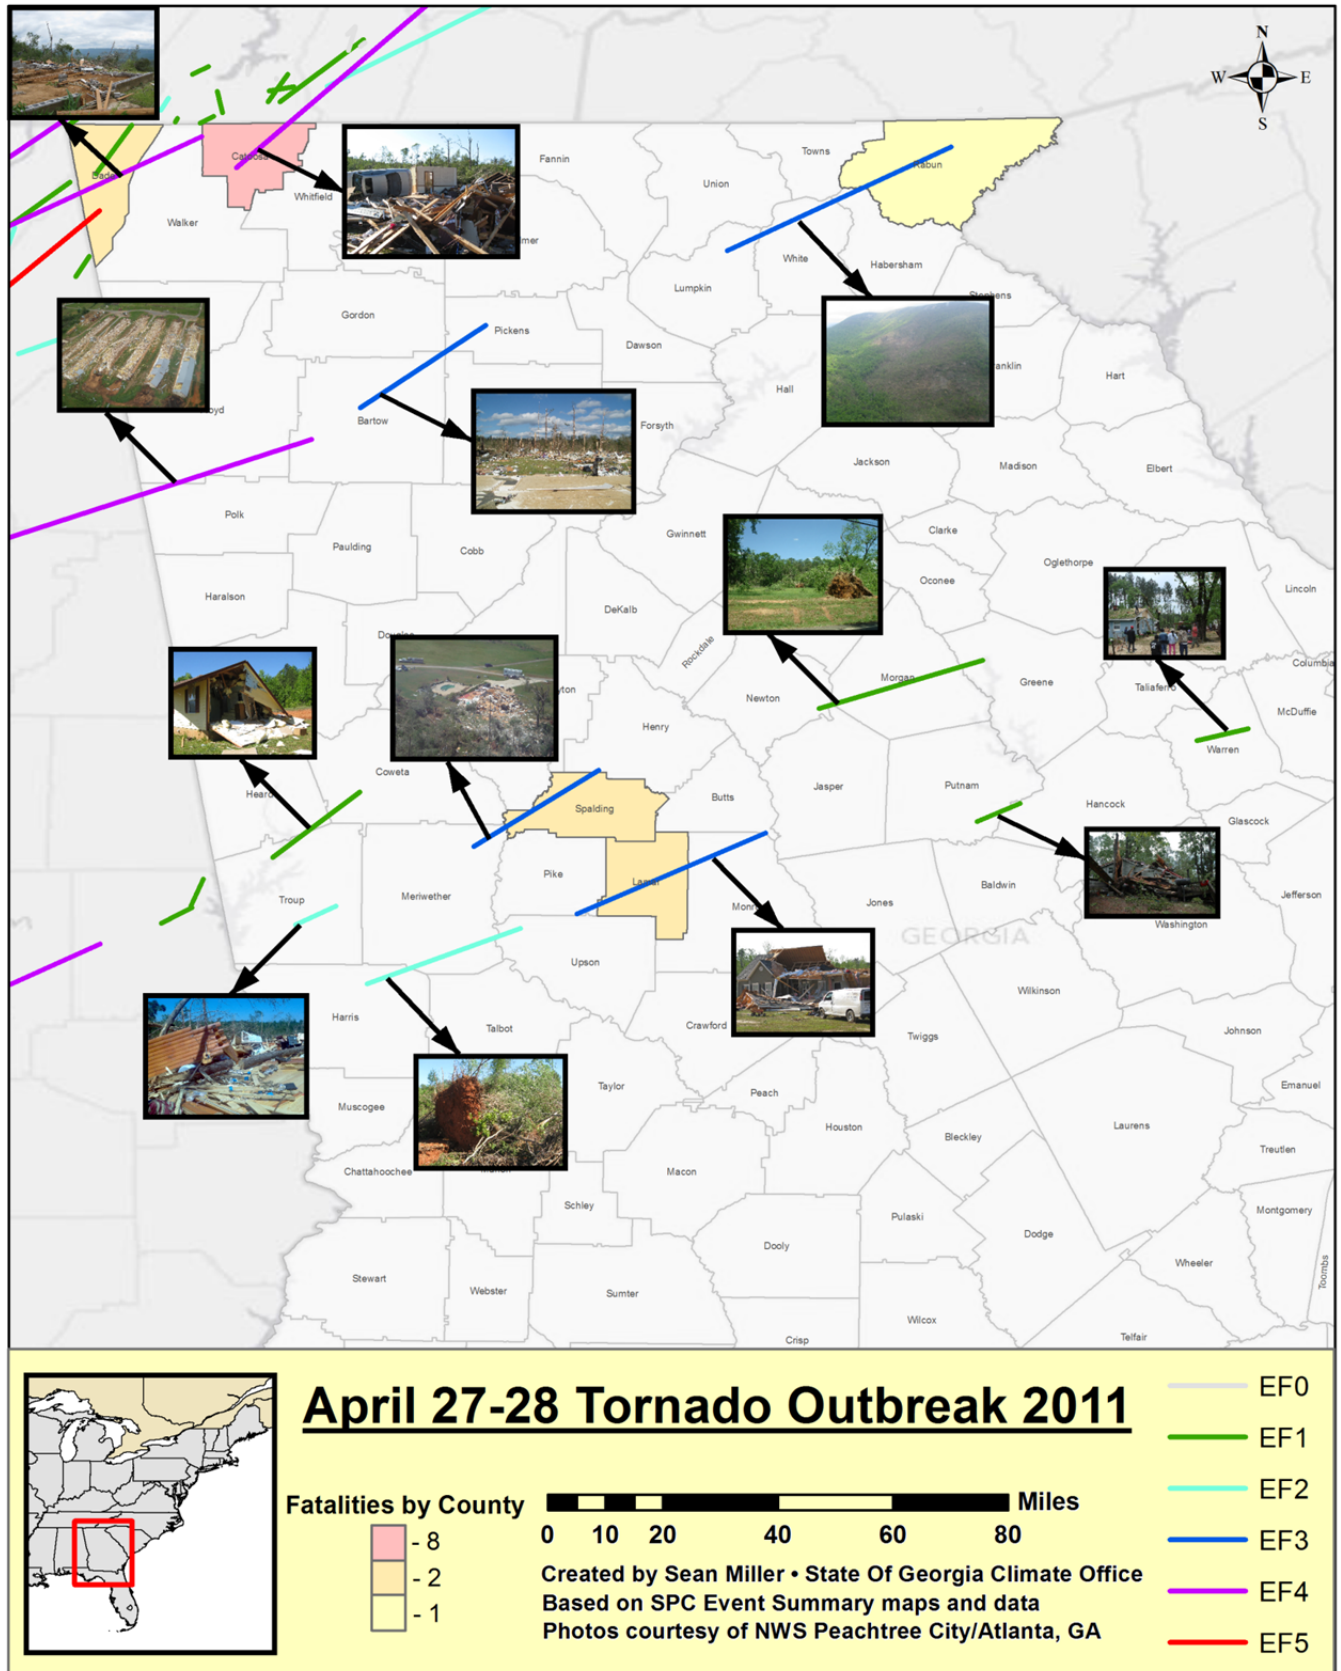 N
W E
S
Fannin
Towns
Union
Rabun
Whitfield
Walker
White
Habersham
Lumpkin
Gordon
Pickens
Dawson
Hall
Hart
Bartow
Forsyth
Jackson
Madison
Elbert
Polk
Paulding
Cobb
Gwinnett
Clarke
Oglethorpe
Oconee
Lincoln
Haralson
DeKalb
Rockdale
Newton
Morgan
Greene
Columbia
McDuffie
Henry
Warren
Coweta
Butts
Jasper
Putnam
Hancock
Glascock
Spalding
Pike
Baldwin
Jefferson
Troup
Meriwether
Jones
GEORGIA
Washington
Upson
Wilkinson
Harris
Talbot
Crawford
Twiggs
Johnson
Taylor
Peach
Emanuel
Muscogee
Houston
Bleckley
Laurens
Treutlen
Chattahoochee
Macon
Schley
Pulaski
Montgomery
Dodge
Dooly
Wheeler
Stewart
Webster
Sumter
Toombs
Wilcox
Crisp
Telfair
April 27-28 Tornado Outbreak 2011
Fatalities by County
- 8
- 2
- 1
Miles
0 10 20 40 60 80
Created by Sean Miller • State Of Georgia Climate Office
Based on SPC Event Summary maps and data
Photos courtesy of NWS Peachtree City/Atlanta, GA
EF0
EF1
EF2
EF3
EF4
EF5